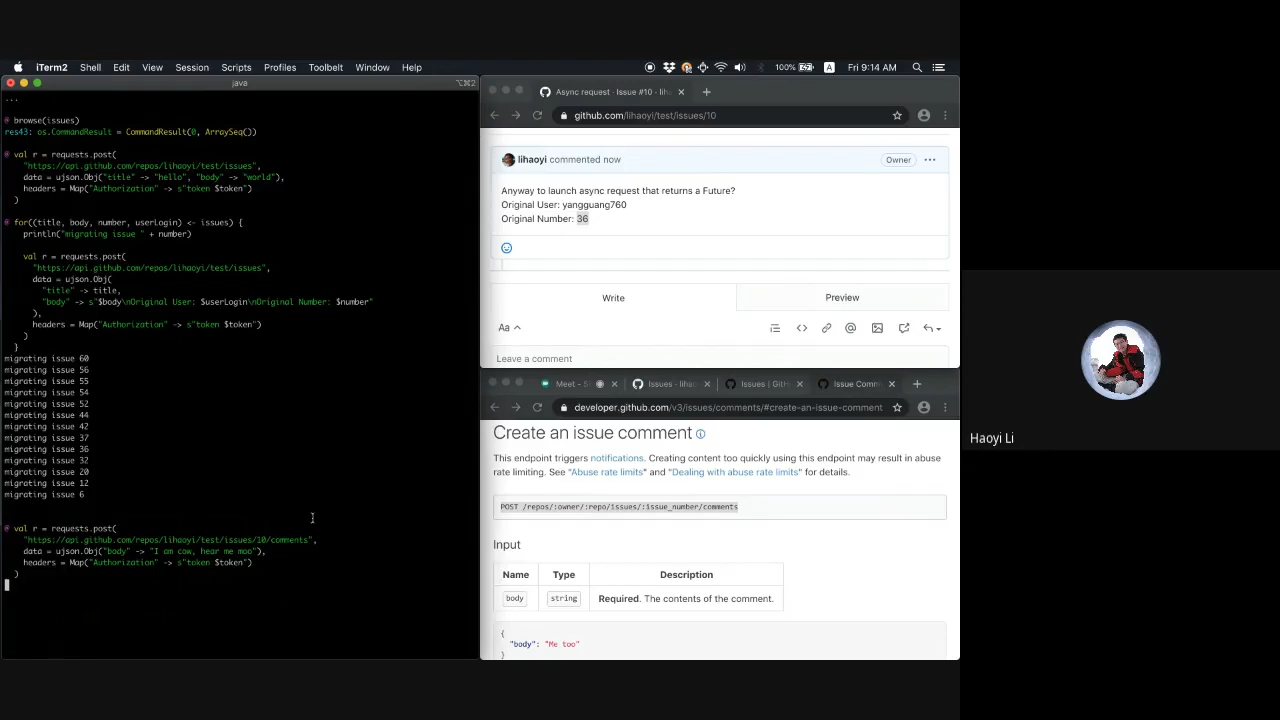 iTerm2 Shell Edit View Session Scripts Profiles Toolbelt Window Help
100% A Fri 9:14 AM
java
⌥⌘2
...
@ browse(issues)
res43: os.CommandResult = CommandResult(0, ArraySeq())
@ val r = requests.post(
"https://api.github.com/repos/lihaoyi/test/issues",
data = ujson.Obj("title" -> "hello", "body" -> "world"),
headers = Map("Authorization" -> s"token $token")
)
@ for((title, body, number, userLogin) <- issues) {
println("migrating issue " + number)
val r = requests.post(
"https://api.github.com/repos/lihaoyi/test/issues",
data = ujson.Obj(
"title" -> title,
"body" -> s"$body\nOriginal User: $userLogin\nOriginal Number: $number"
),
headers = Map("Authorization" -> s"token $token")
)
}
migrating issue 60
migrating issue 56
migrating issue 55
migrating issue 54
migrating issue 52
migrating issue 44
migrating issue 42
migrating issue 37
migrating issue 36
migrating issue 32
migrating issue 20
migrating issue 12
migrating issue 6
@ val r = requests.post(
"https://api.github.com/repos/lihaoyi/test/issues/10/comments",
data = ujson.Obj("body" -> "I am cow, hear me moo"),
headers = Map("Authorization" -> s"token $token")
)
Async request · Issue #10 · liha
github.com/lihaoyi/test/issues/10
lihaoyi commented now
Owner
Anyway to launch async request that returns a Future?
Original User: yangguang760
Original Number: 36
Write
Preview
Aa
Leave a comment
Meet - S
Issues · lihao
Issues | GitH
Issue Comm
developer.github.com/v3/issues/comments/#create-an-issue-comment
Create an issue comment
This endpoint triggers notifications. Creating content too quickly using this endpoint may result in abuse
rate limiting. See "Abuse rate limits" and "Dealing with abuse rate limits" for details.
POST /repos/:owner/:repo/issues/:issue_number/comments
Input
Name Type Description
body string Required. The contents of the comment.
{
"body": "Me too"
}
Haoyi Li